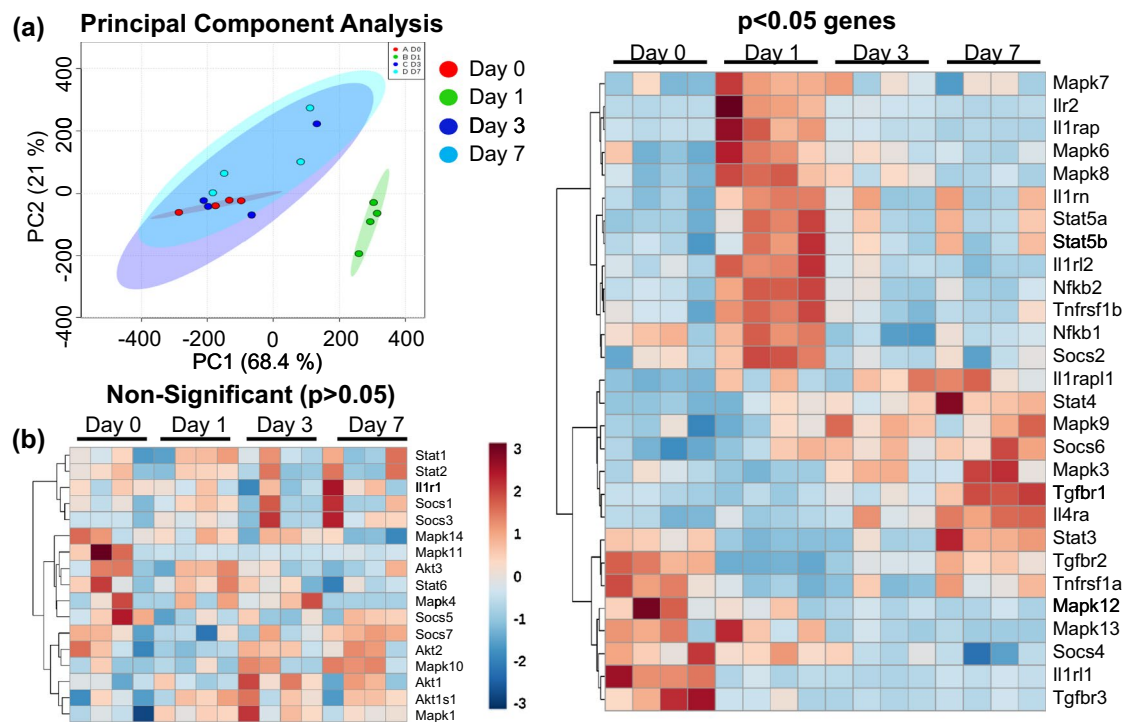 (a)
Principal Component Analysis
400
200
0
-200
-400
PC2 (21 %)
-400
-200
0
200
400
PC1 (68.4 %)
A D0
B D1
C D3
D D7
Day 0
Day 1
Day 3
Day 7
Non-Significant (p>0.05)
(b)
Day 0 Day 1 Day 3 Day 7
Stat1
Stat2
Il1r1
Socs1
Socs3
Mapk14
Mapk11
Akt3
Stat6
Mapk4
Socs5
Socs7
Akt2
Mapk10
Akt1
Akt1s1
Mapk1
3
2
1
0
-1
-2
-3
p<0.05 genes
Day 0 Day 1 Day 3 Day 7
Mapk7
Ilr2
Il1rap
Mapk6
Mapk8
Il1rn
Stat5a
Stat5b
Il1rl2
Nfkb2
Tnfrsf1b
Nfkb1
Socs2
Il1rapl1
Stat4
Mapk9
Socs6
Mapk3
Tgfbr1
Il4ra
Stat3
Tgfbr2
Tnfrsf1a
Mapk12
Mapk13
Socs4
Il1rl1
Tgfbr3